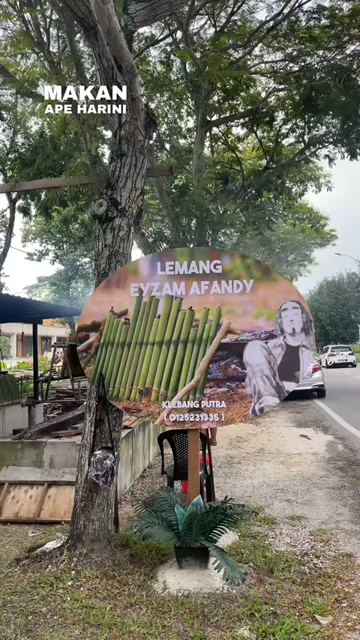 MAKAN
APE HARINI
LEMANG
EYZAM AFANDY
KLEBANG PUTRA
( 0125231335 )